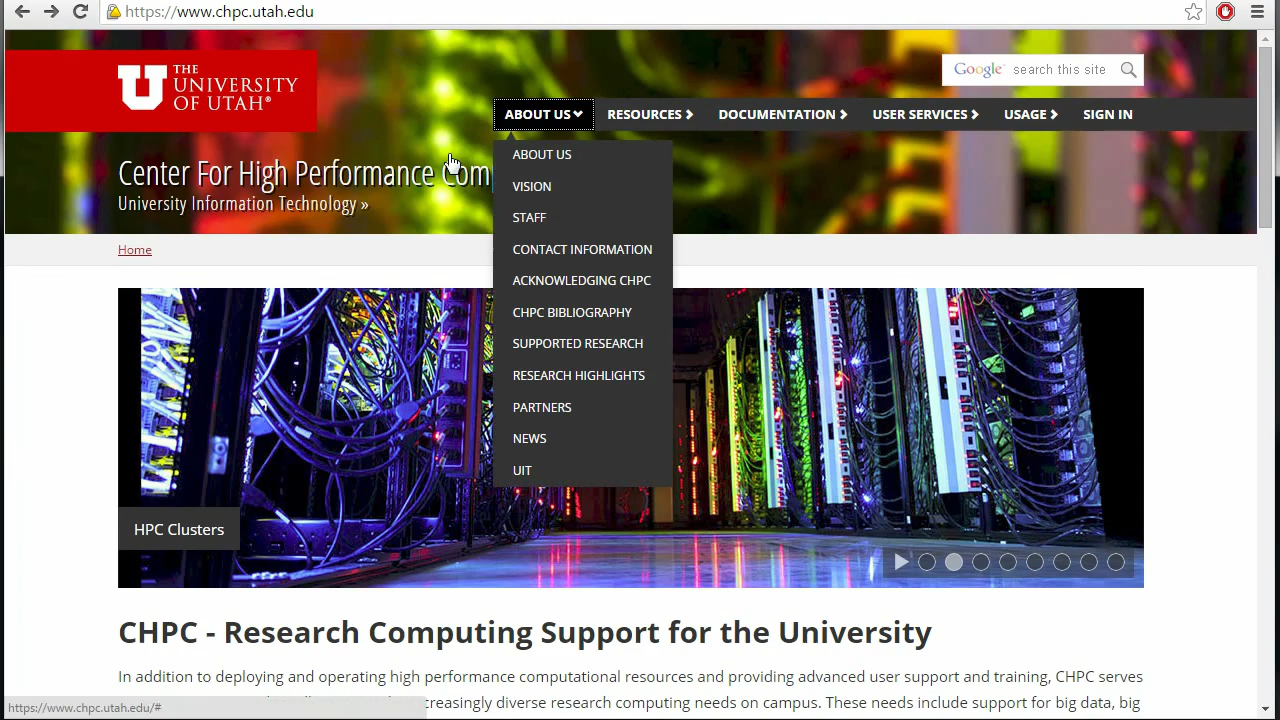 https://www.chpc.utah.edu
THE
UNIVERSITY
OF UTAH®
Google search this site
ABOUT US RESOURCES DOCUMENTATION USER SERVICES USAGE SIGN IN
Center For High Performance Com
University Information Technology »
ABOUT US
VISION
STAFF
CONTACT INFORMATION
ACKNOWLEDGING CHPC
CHPC BIBLIOGRAPHY
SUPPORTED RESEARCH
RESEARCH HIGHLIGHTS
PARTNERS
NEWS
UIT
Home
HPC Clusters
CHPC - Research Computing Support for the University
In addition to deploying and operating high performance computational resources and providing advanced user support and training, CHPC serves
creasingly diverse research computing needs on campus. These needs include support for big data, big
https://www.chpc.utah.edu/#